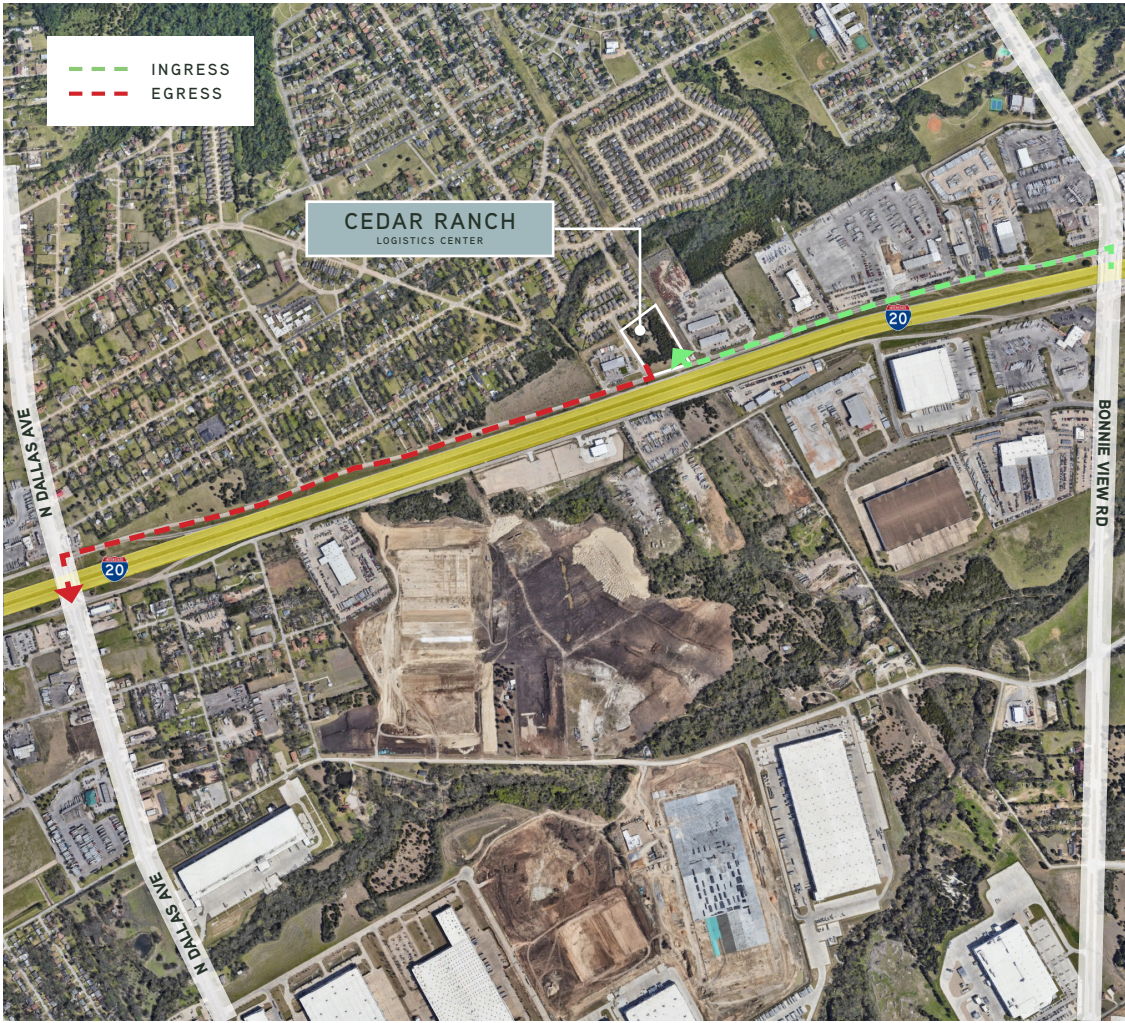 INGRESS
EGRESS
CEDAR RANCH
LOGISTICS CENTER
20
N DALLAS AVE
BONNIE VIEW RD
20
N DALLAS AVE